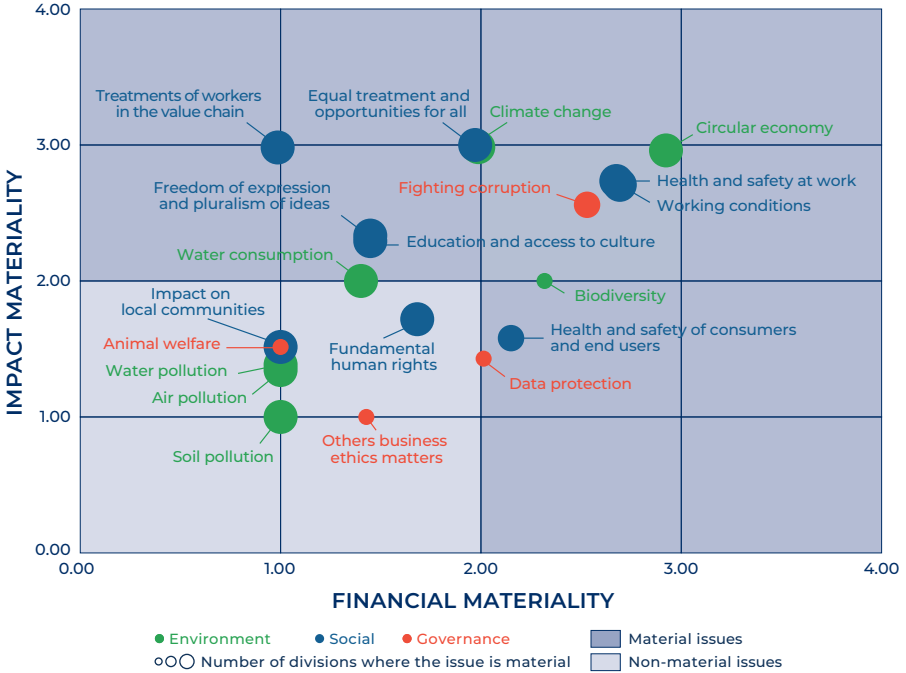 4.00
Treatments of workers
in the value chain
Equal treatment and
opportunities for all
Climate change
Circular economy
3.00
Freedom of expression
and pluralism of ideas
Fighting corruption
Health and safety at work
Working conditions
Education and access to culture
Water consumption
2.00
Impact on
local communities
Biodiversity
Animal welfare
Fundamental
human rights
Health and safety of consumers
and end users
Water pollution
Data protection
Air pollution
1.00
Soil pollution
Others business
ethics matters
0.00
IMPACT MATERIALITY
0.00
1.00
2.00
3.00
4.00
FINANCIAL MATERIALITY
Environment
Social
Governance
Material issues
Number of divisions where the issue is material
Non-material issues